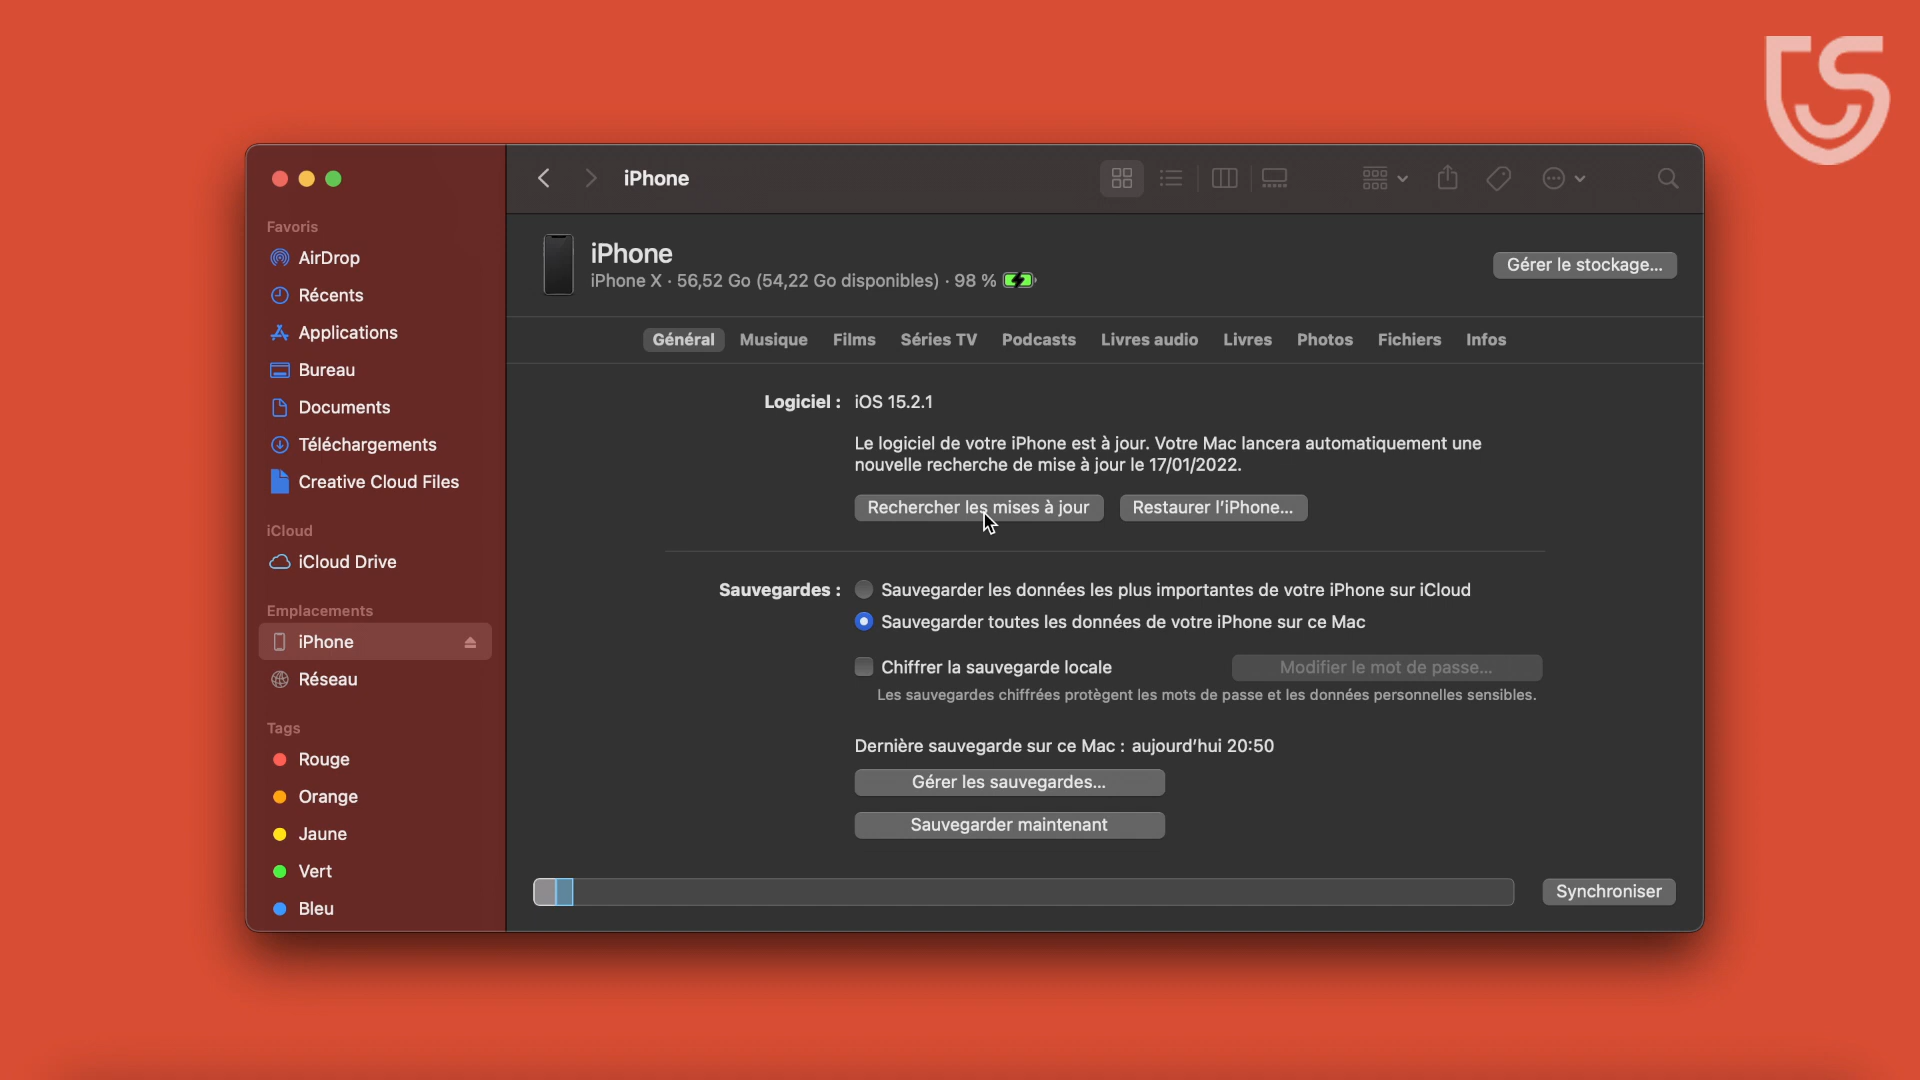 iPhone
Favoris
AirDrop
Récents
Applications
Bureau
Documents
Téléchargements
Creative Cloud Files
iCloud
iCloud Drive
Emplacements
iPhone
Réseau
Tags
Rouge
Orange
Jaune
Vert
Bleu
iPhone
iPhone X · 56,52 Go (54,22 Go disponibles) · 98 %
Gérer le stockage...
Général Musique Films Séries TV Podcasts Livres audio Livres Photos Fichiers Infos
Logiciel : iOS 15.2.1
Le logiciel de votre iPhone est à jour. Votre Mac lancera automatiquement une
nouvelle recherche de mise à jour le 17/01/2022.
Rechercher les mises à jour Restaurer l'iPhone...
Sauvegardes : Sauvegarder les données les plus importantes de votre iPhone sur iCloud
Sauvegarder toutes les données de votre iPhone sur ce Mac
Chiffrer la sauvegarde locale Modifier le mot de passe...
Les sauvegardes chiffrées protègent les mots de passe et les données personnelles sensibles.
Dernière sauvegarde sur ce Mac : aujourd'hui 20:50
Gérer les sauvegardes...
Sauvegarder maintenant
Synchroniser